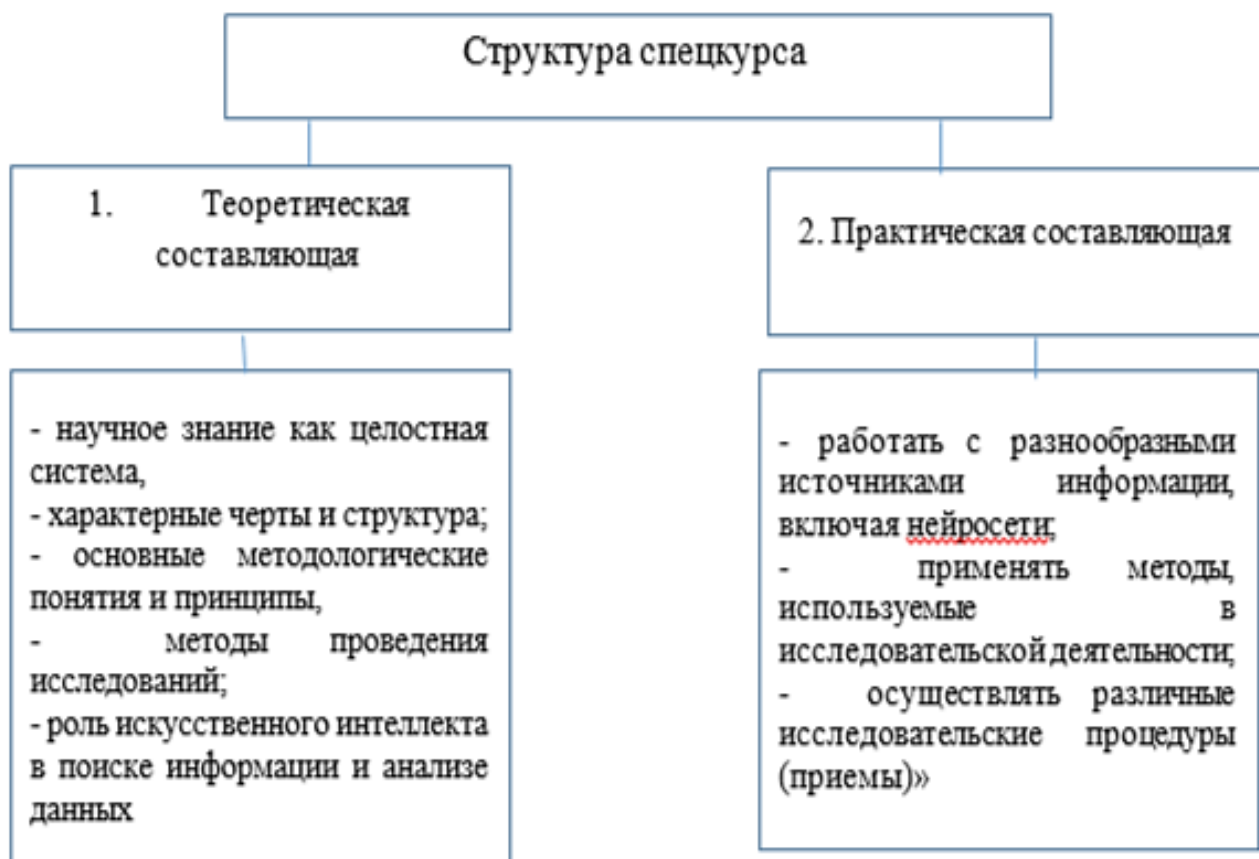 Структура спецкурса
1. Теоретическая
составляющая
2. Практическая составляющая
- научное знание как целостная
система,
- характерные черты и структура;
- основные методологические
понятия и принципы,
- методы проведения
исследований;
- роль искусственного интеллекта
в поиске информации и анализе
данных
- работать с разнообразными
источниками информации,
включая нейросети;
- применять методы,
используемые в
исследовательской деятельности;
- осуществлять различные
исследовательские процедуры
(приемы)»